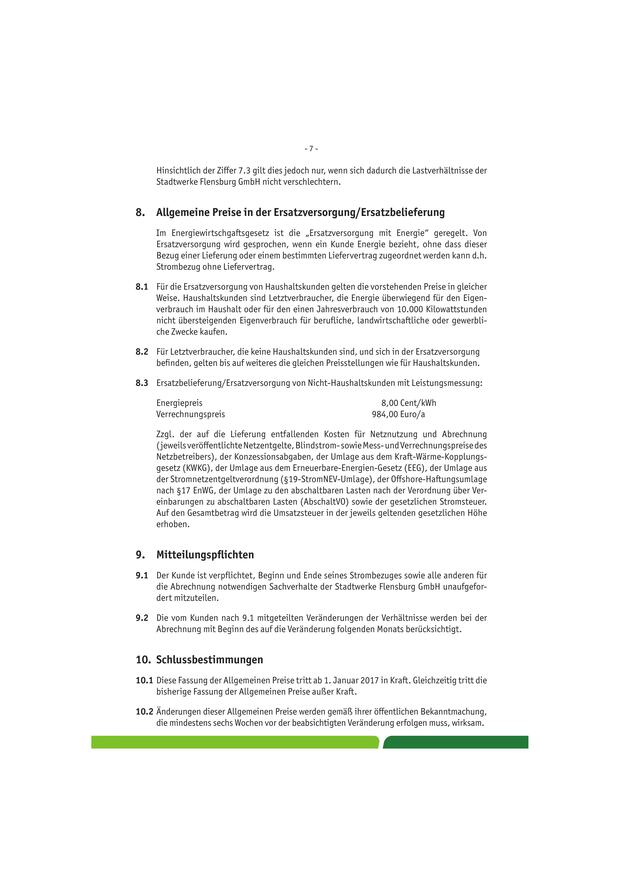 - 7 -
Hinsichtlich der Ziffer 7.3 gilt dies jedoch nur, wenn sich dadurch die Lastverhältnisse der
Stadtwerke Flensburg GmbH nicht verschlechtern.
8. Allgemeine Preise in der Ersatzversorgung/Ersatzbelieferung
Im Energiewirtschgaftsgesetz ist die „Ersatzversorgung mit Energie“ geregelt. Von
Ersatzversorgung wird gesprochen, wenn ein Kunde Energie bezieht, ohne dass dieser
Bezug einer Lieferung oder einem bestimmten Liefervertrag zugeordnet werden kann d.h.
Strombezug ohne Liefervertrag.
8.1 Für die Ersatzversorgung von Haushaltskunden gelten die vorstehenden Preise in gleicher
Weise. Haushaltskunden sind Letztverbraucher, die Energie überwiegend für den Eigen-
verbrauch im Haushalt oder für den einen Jahresverbrauch von 10.000 Kilowattstunden
nicht übersteigenden Eigenverbrauch für berufliche, landwirtschaftliche oder gewerbli-
che Zwecke kaufen.
8.2 Für Letztverbraucher, die keine Haushaltskunden sind, und sich in der Ersatzversorgung
befinden, gelten bis auf weiteres die gleichen Preisstellungen wie für Haushaltskunden.
8.3 Ersatzbelieferung/Ersatzversorgung von Nicht-Haushaltskunden mit Leistungsmessung:
Energiepreis 8,00 Cent/kWh
Verrechnungspreis 984,00 Euro/a
Zzgl. der auf die Lieferung entfallenden Kosten für Netznutzung und Abrechnung
(jeweils veröffentlichte Netzentgelte, Blindstrom- sowie Mess- und Verrechnungspreise des
Netzbetreibers), der Konzessionsabgaben, der Umlage aus dem Kraft-Wärme-Kopplungs-
gesetz (KWKG), der Umlage aus dem Erneuerbare-Energien-Gesetz (EEG), der Umlage aus
der Stromnetzentgeltverordnung (§19-StromNEV-Umlage), der Offshore-Haftungsumlage
nach §17 EnWG, der Umlage zu den abschaltbaren Lasten nach der Verordnung über Ver-
einbarungen zu abschaltbaren Lasten (AbschaltVO) sowie der gesetzlichen Stromsteuer.
Auf den Gesamtbetrag wird die Umsatzsteuer in der jeweils geltenden gesetzlichen Höhe
erhoben.
9. Mitteilungspflichten
9.1 Der Kunde ist verpflichtet, Beginn und Ende seines Strombezuges sowie alle anderen für
die Abrechnung notwendigen Sachverhalte der Stadtwerke Flensburg GmbH unaufgefor-
dert mitzuteilen.
9.2 Die vom Kunden nach 9.1 mitgeteilten Veränderungen der Verhältnisse werden bei der
Abrechnung mit Beginn des auf die Veränderung folgenden Monats berücksichtigt.
10. Schlussbestimmungen
10.1 Diese Fassung der Allgemeinen Preise tritt ab 1. Januar 2017 in Kraft. Gleichzeitig tritt die
bisherige Fassung der Allgemeinen Preise außer Kraft.
10.2 Änderungen dieser Allgemeinen Preise werden gemäß ihrer öffentlichen Bekanntmachung,
die mindestens sechs Wochen vor der beabsichtigten Veränderung erfolgen muss, wirksam.